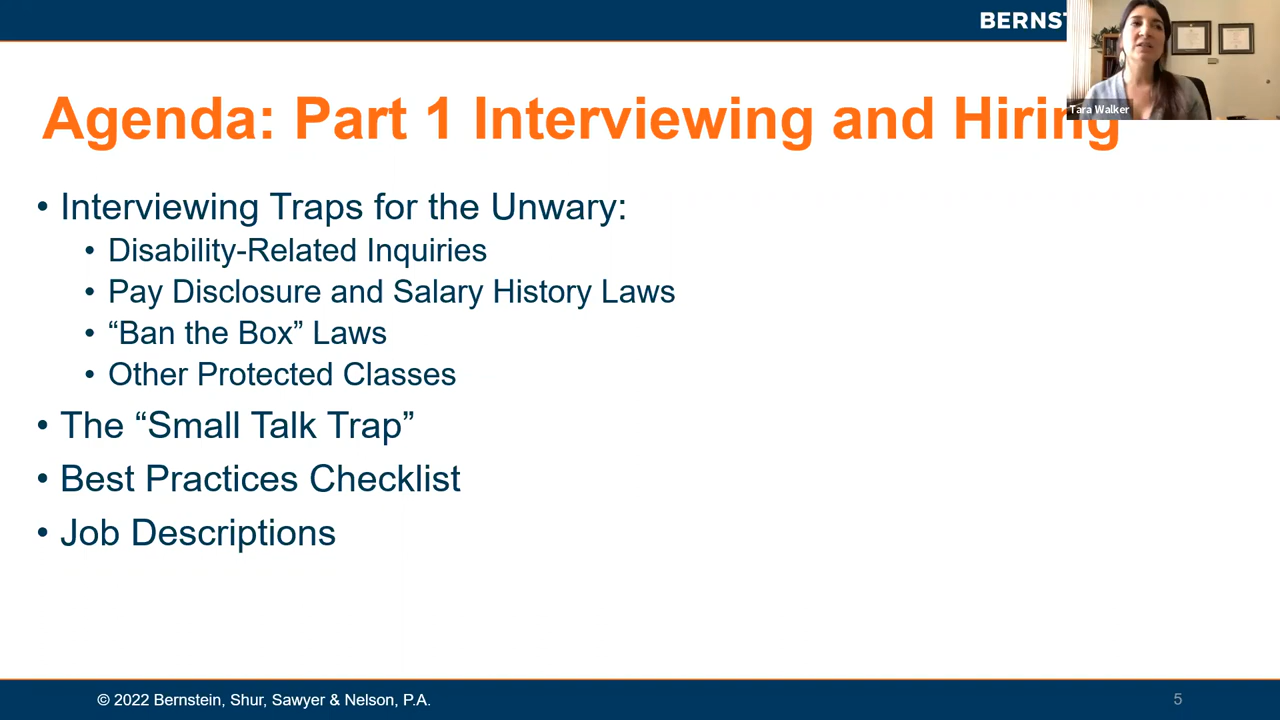 BERNST
Tara Walker
Agenda: Part 1 Interviewing and Hiring
• Interviewing Traps for the Unwary:
• Disability-Related Inquiries
• Pay Disclosure and Salary History Laws
• “Ban the Box” Laws
• Other Protected Classes
• The “Small Talk Trap”
• Best Practices Checklist
• Job Descriptions
© 2022 Bernstein, Shur, Sawyer & Nelson, P.A.
5